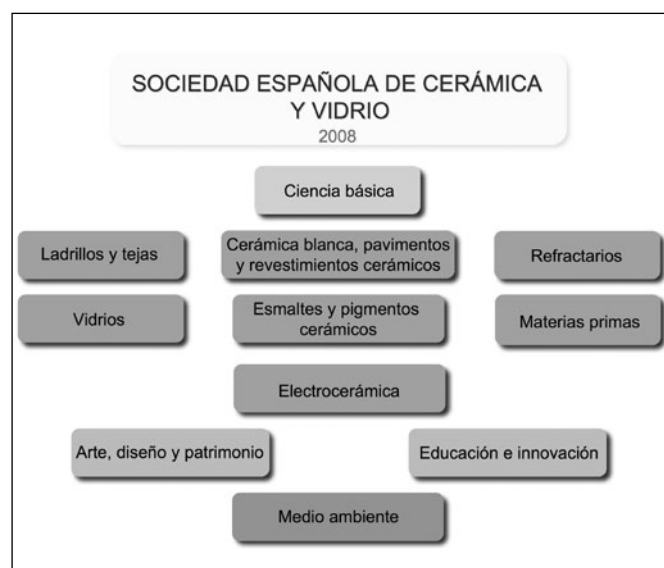 SOCIEDAD ESPAÑOLA DE CERÁMICA
Y VIDRIO
2008
Ciencia básica
Ladrillos y tejas
Cerámica blanca, pavimentos
y revestimientos cerámicos
Refractarios
Vidrios
Esmaltes y pigmentos
cerámicos
Materias primas
Electrocerámica
Arte, diseño y patrimonio
Educación e innovación
Medio ambiente